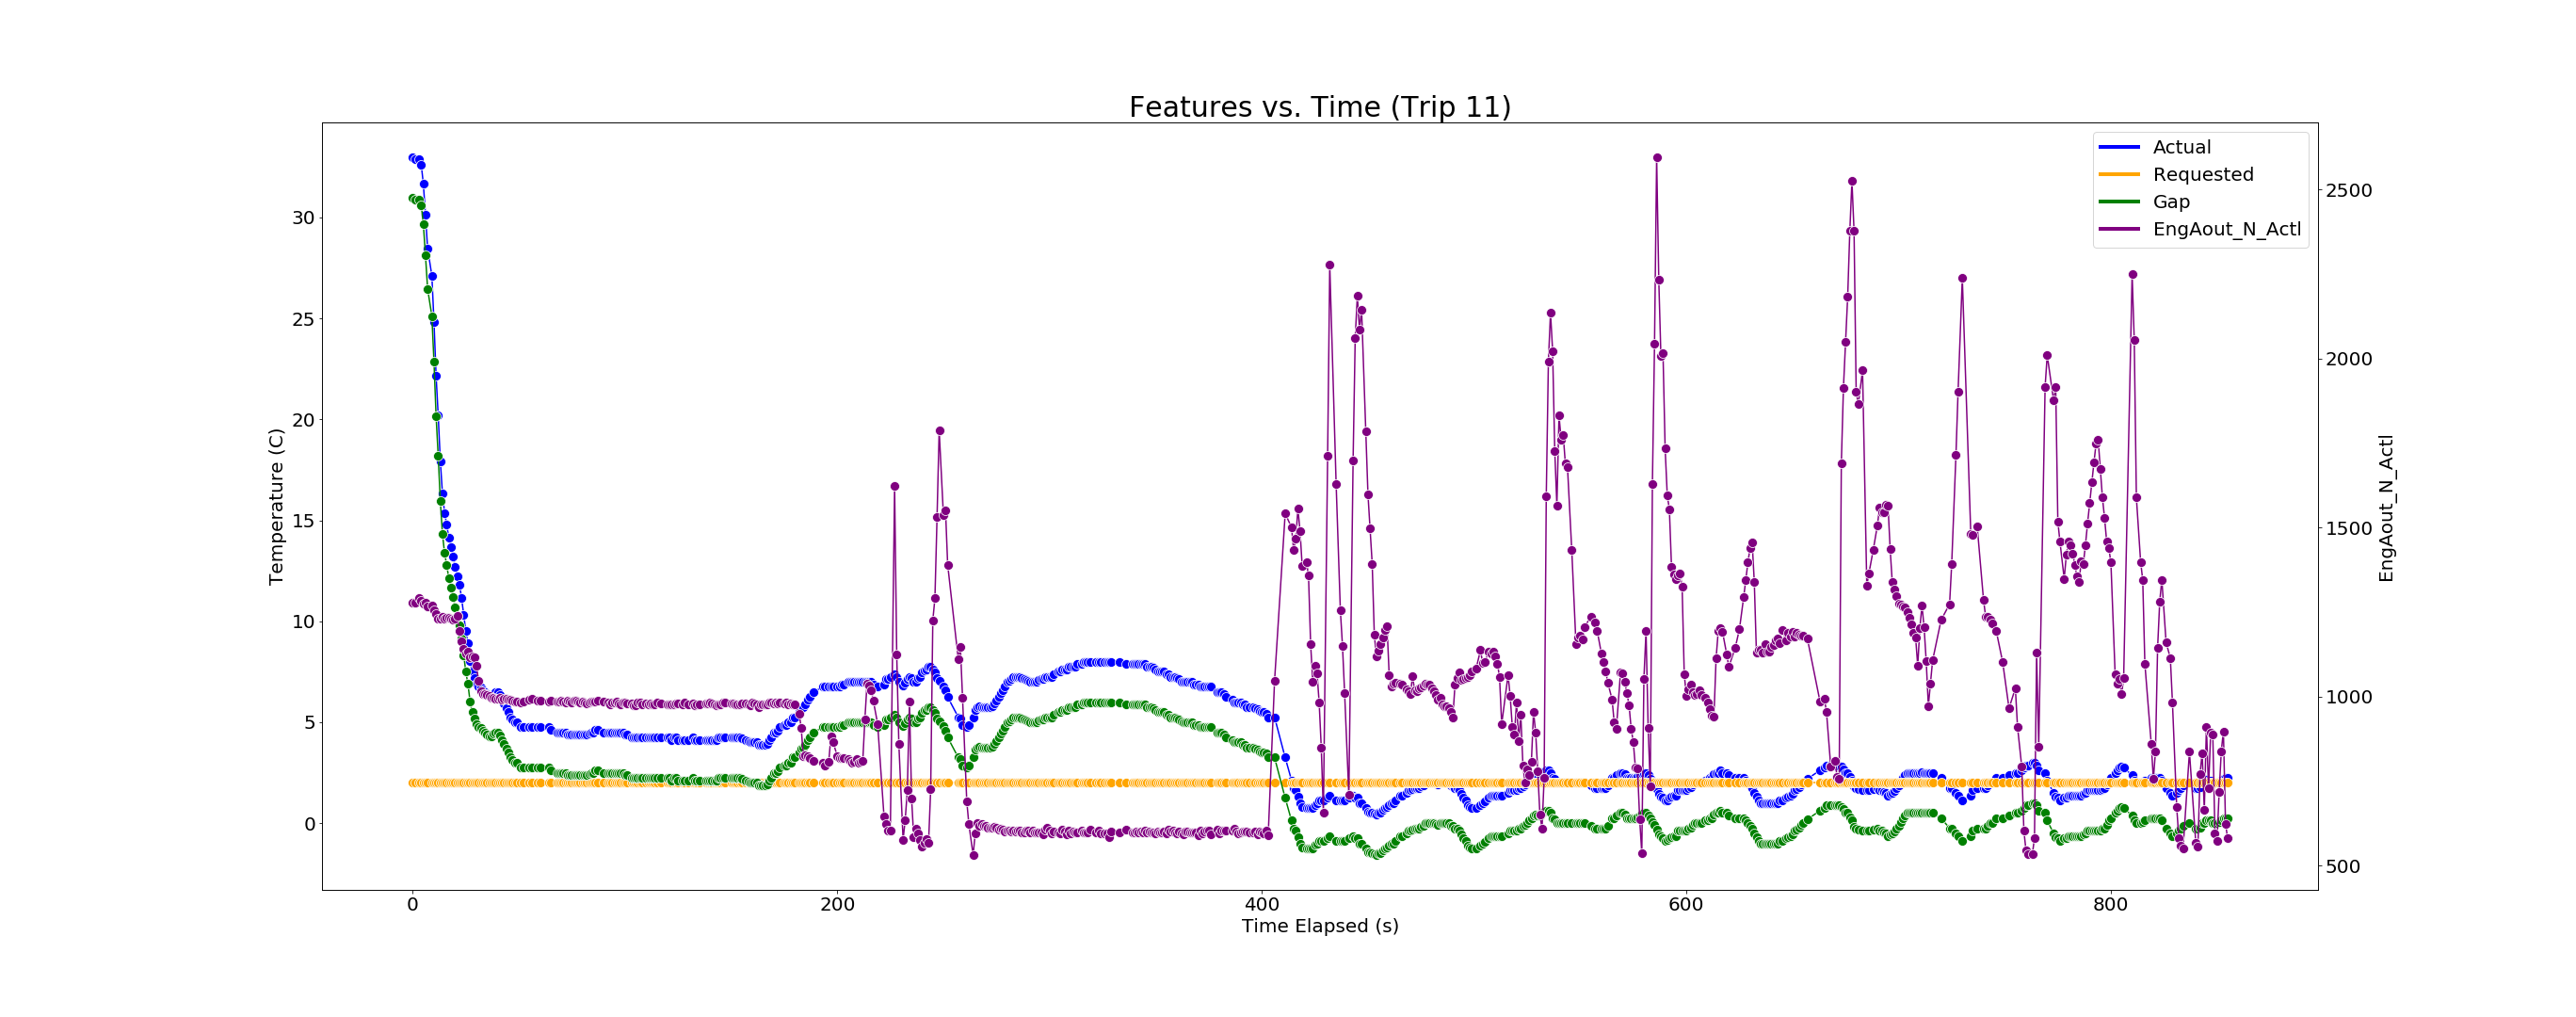 Features vs. Time (Trip 11)
Actual
Requested
Gap
EngAout_N_Actl
30
25
20
15
10
5
0
Temperature (C)
2500
2000
1500
1000
500
EngAout_N_Actl
0 200 400 600 800
Time Elapsed (s)